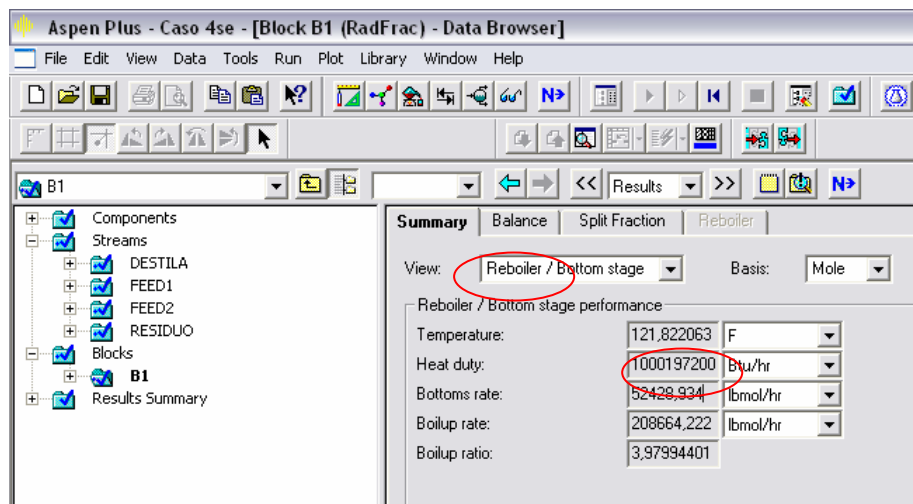 Aspen Plus - Caso 4se - [Block B1 (RadFrac) - Data Browser]
File Edit View Data Tools Run Plot Library Window Help
N➔
B1
<< Results >> N➔
Components
Streams
DESTILA
FEED1
FEED2
RESIDUO
Blocks
B1
Results Summary
Summary Balance Split Fraction Reboiler
View: Reboiler / Bottom stage Basis: Mole
Reboiler / Bottom stage performance
Temperature: 121,822063 F
Heat duty: 1000197200 Btu/hr
Bottoms rate: 52428,934 lbmol/hr
Boilup rate: 208664,222 lbmol/hr
Boilup ratio: 3,97994401